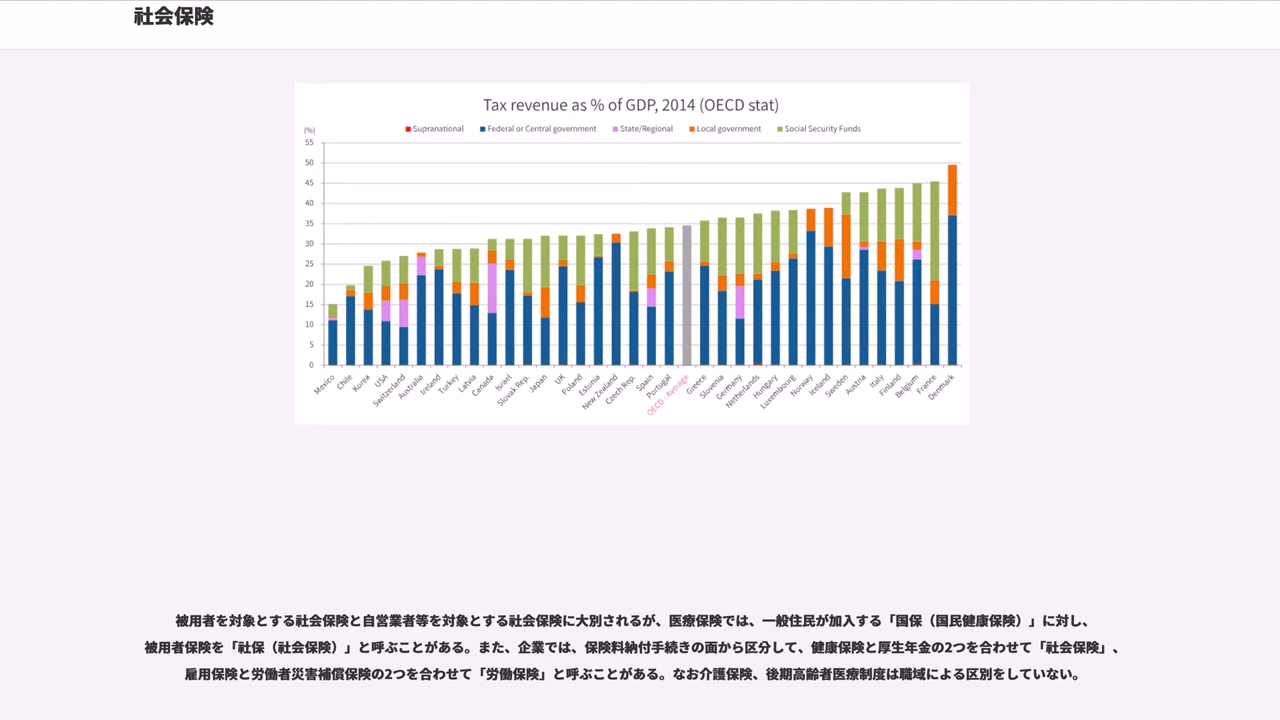 社会保険
Tax revenue as % of GDP, 2014 (OECD stat)
(%)
Supranational Federal or Central government State/Regional Local government Social Security Funds
55
50
45
40
35
30
25
20
15
10
5
0
Mexico Chile Korea USA Switzerland Australia Ireland Turkey Latvia Canada Israel Slovak Rep. Japan UK Poland Estonia New Zealand Czech Rep. Spain Portugal OECD - Average Greece Slovenia Germany Netherlands Hungary Luxembourg Norway Iceland Sweden Austria Italy Finland Belgium France Denmark
被用者を対象とする社会保険と自営業者等を対象とする社会保険に大別されるが、医療保険では、一般住民が加入する「国保（国民健康保険）」に対し、
被用者保険を「社保（社会保険）」と呼ぶことがある。また、企業では、保険料納付手続きの面から区分して、健康保険と厚生年金の2つを合わせて「社会保険」、
雇用保険と労働者災害補償保険の2つを合わせて「労働保険」と呼ぶことがある。なお介護保険、後期高齢者医療制度は職域による区別をしていない。